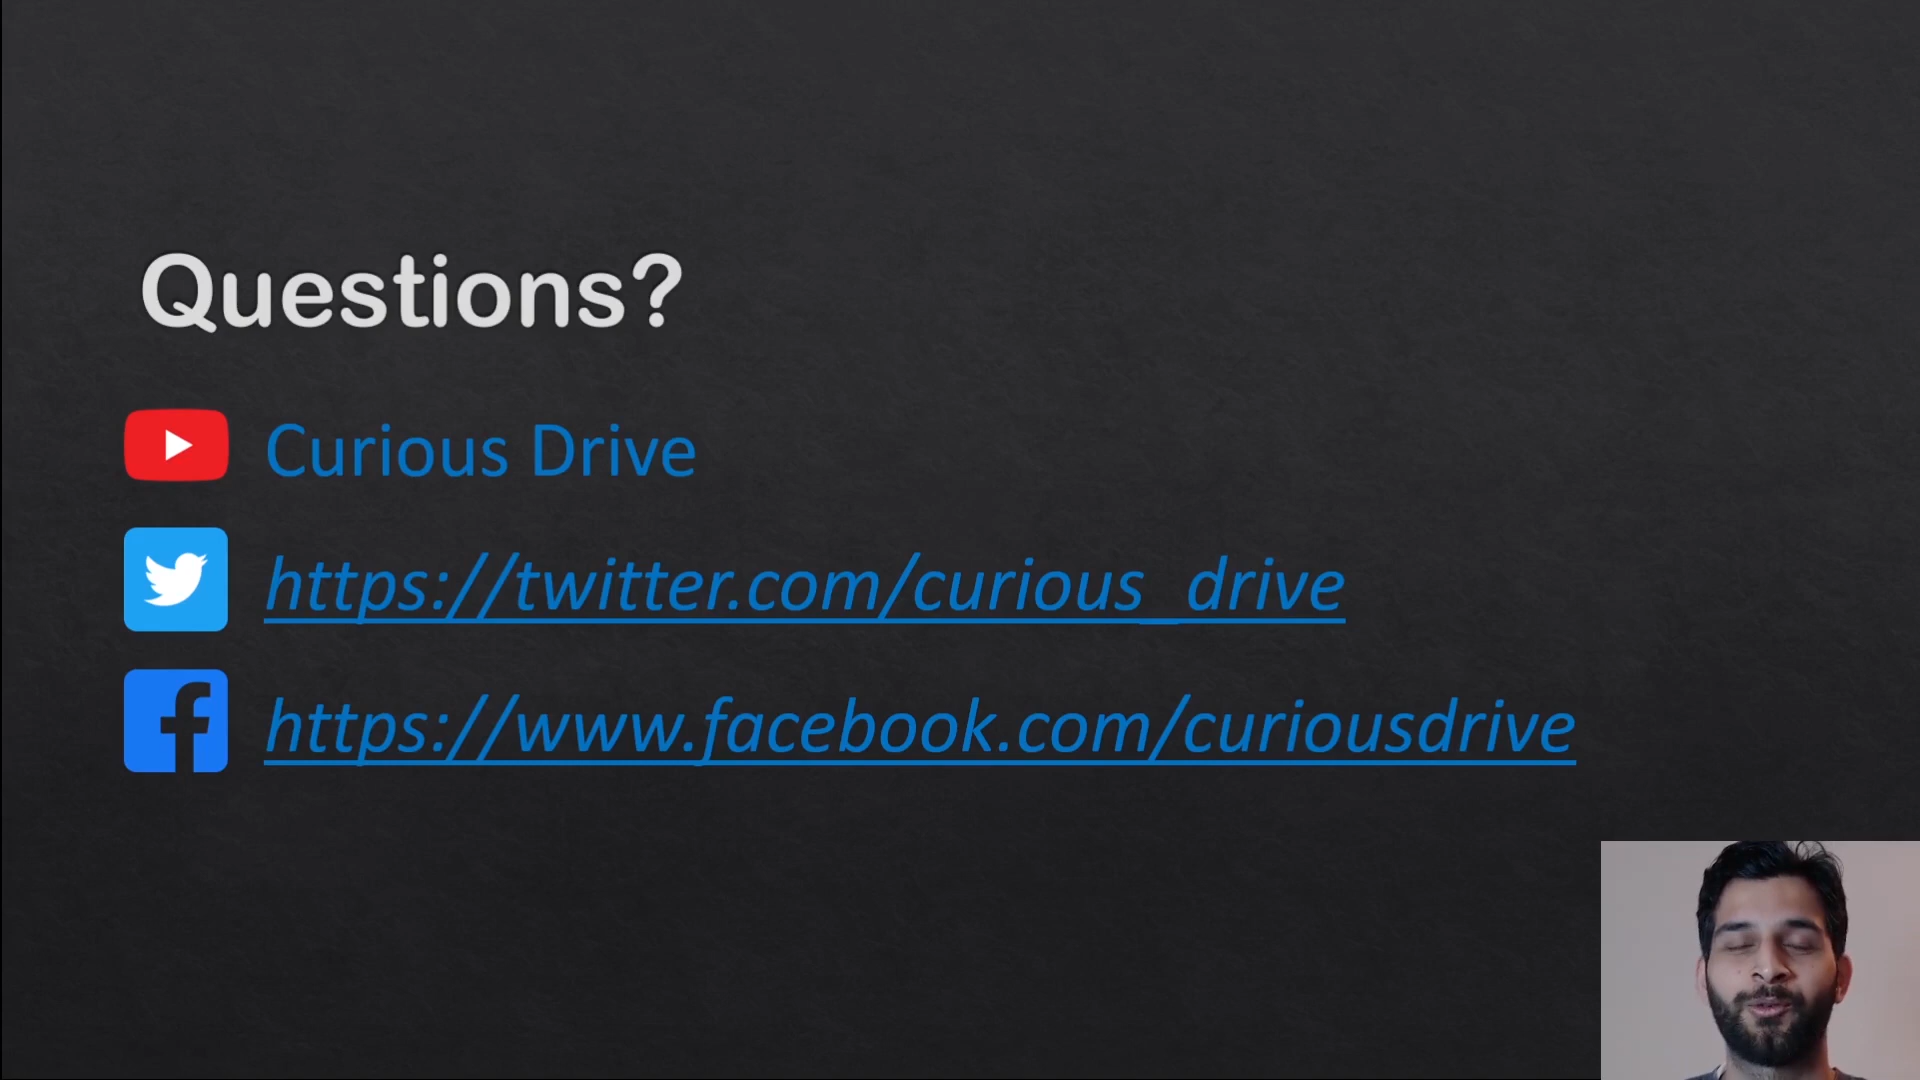 Questions?
Curious Drive
https://twitter.com/curious_drive
https://www.facebook.com/curiousdrive